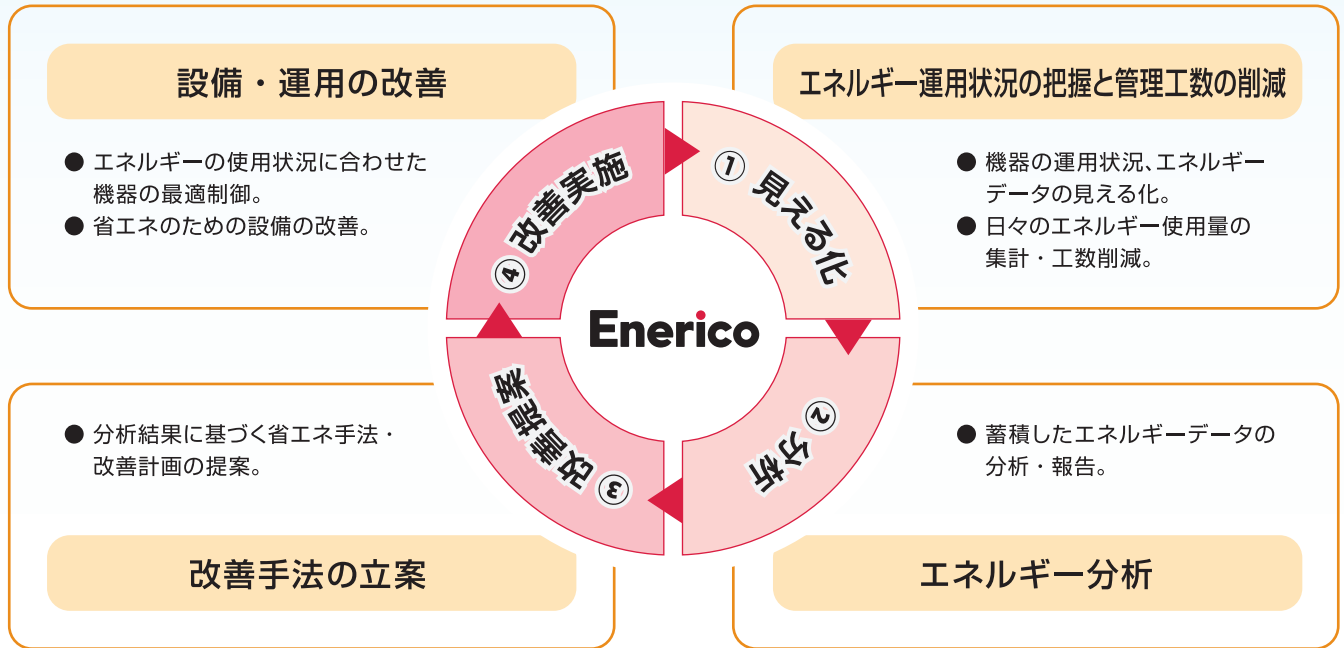 設備・運用の改善
● エネルギーの使用状況に合わせた
機器の最適制御。
● 省エネのための設備の改善。
エネルギー運用状況の把握と管理工数の削減
● 機器の運用状況、エネルギー
データの見える化。
● 日々のエネルギー使用量の
集計・工数削減。
④ 改善実施
① 見える化
Enerico
③ 改善提案
② 分析
● 分析結果に基づく省エネ手法・
改善計画の提案。
改善手法の立案
● 蓄積したエネルギーデータの
分析・報告。
エネルギー分析